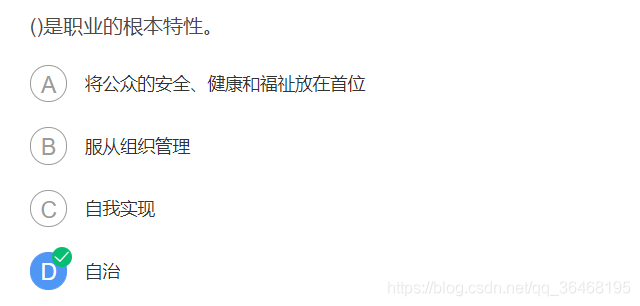 ()是职业的根本特性。
A 将公众的安全、健康和福祉放在首位
B 服从组织管理
C 自我实现
D 自治
https://blog.csdn.net/qq_36468195